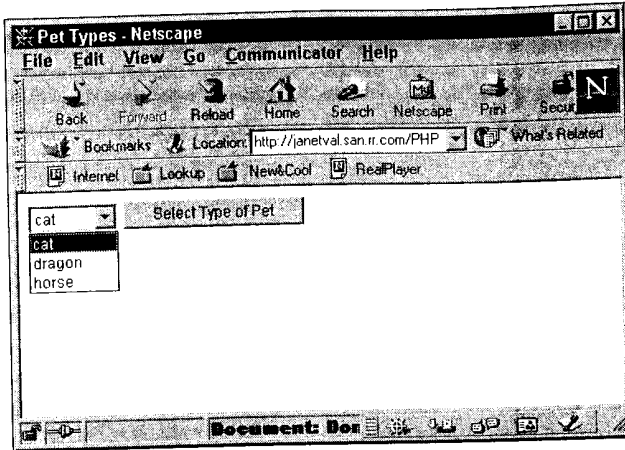 Pet Types - Netscape
File Edit View Go Communicator Help
Back Forward Reload Home Search Netscape Print Secur N
Bookmarks Location: http://janetval.san.rr.com/PHP What's Related
Internet Lookup New&Cool RealPlayer
cat Select Type of Pet
cat
dragon
horse
Document: Don